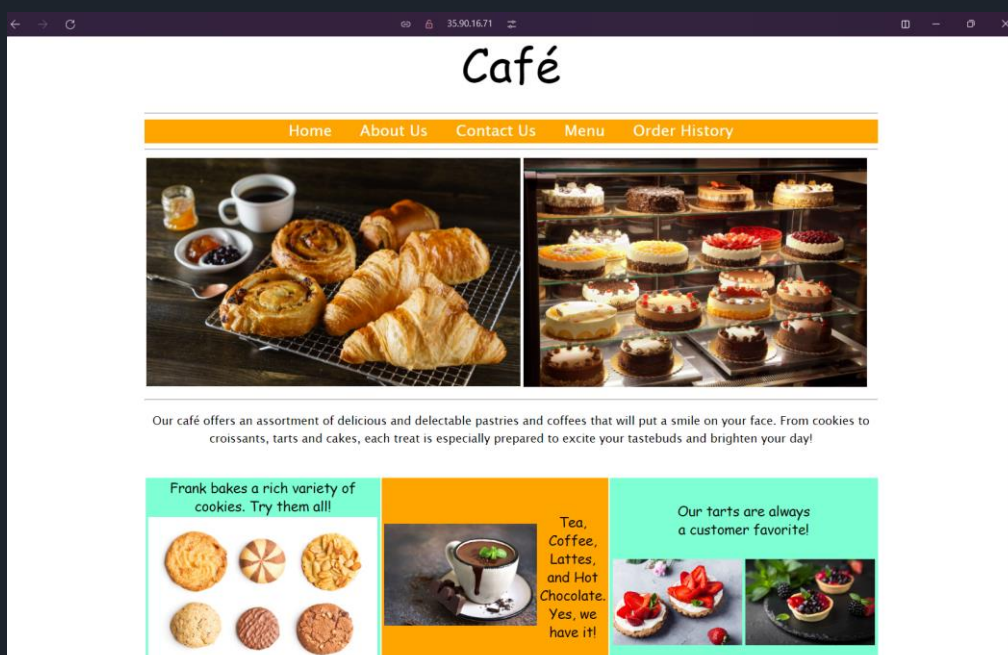 35.90.16.71
Café
Home About Us Contact Us Menu Order History
Our café offers an assortment of delicious and delectable pastries and coffees that will put a smile on your face. From cookies to
croissants, tarts and cakes, each treat is especially prepared to excite your tastebuds and brighten your day!
Frank bakes a rich variety of
cookies. Try them all!
Tea,
Coffee,
Lattes,
and Hot
Chocolate.
Yes, we
have it!
Our tarts are always
a customer favorite!